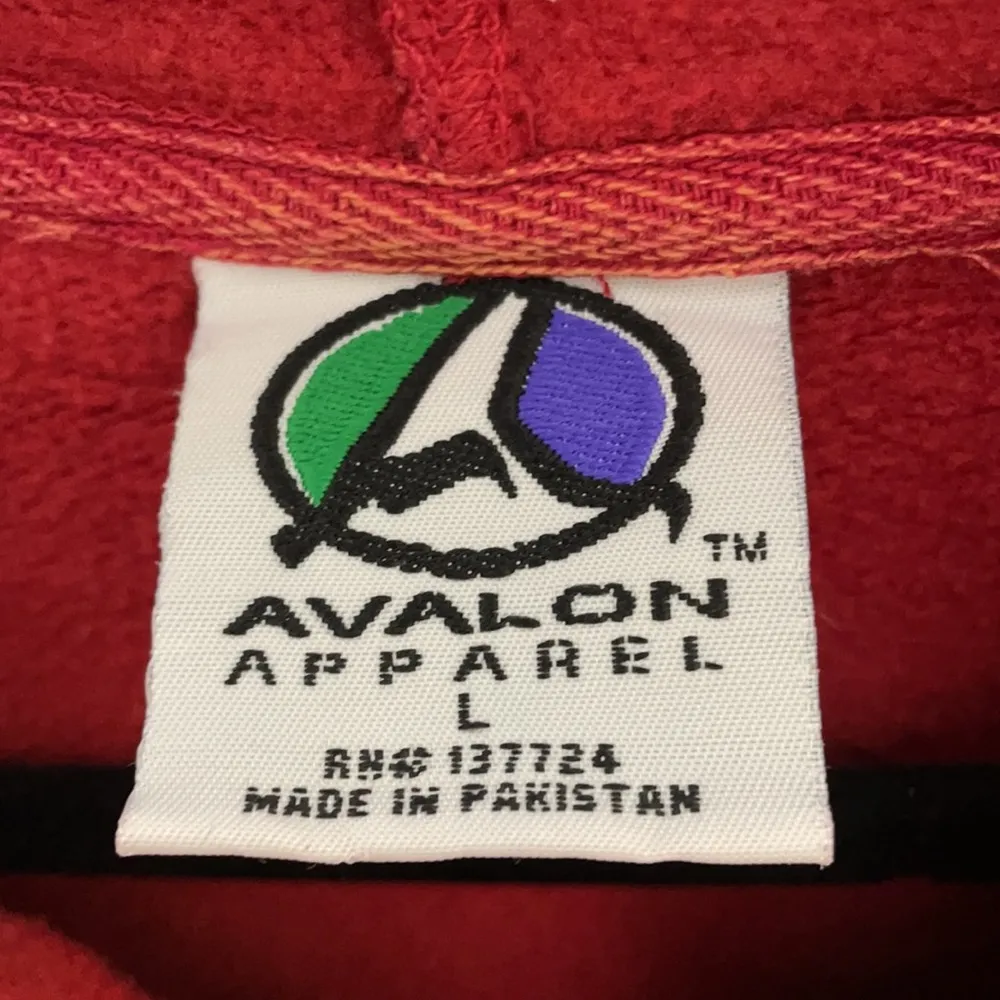 TM
AVALON
APPAREL
L
RN# 137724
MADE IN PAKISTAN